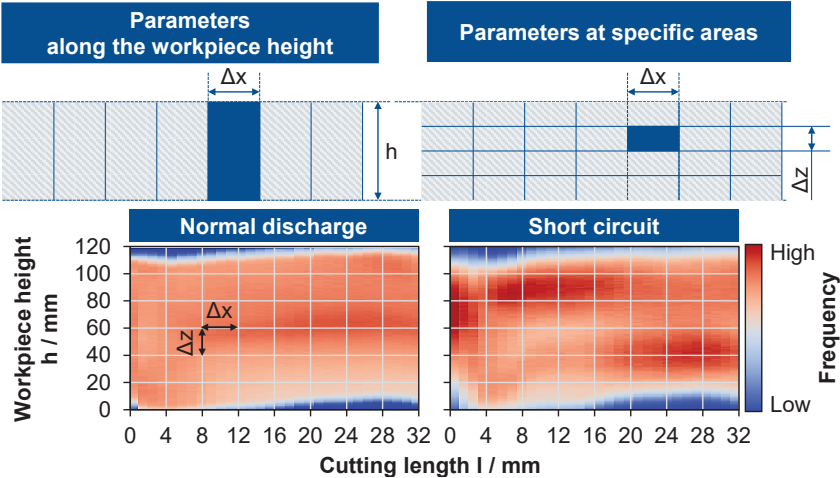 Parameters
along the workpiece height
Parameters at specific areas
Δx
Δx
h
Δz
Normal discharge
Short circuit
Workpiece height
h / mm
120
100
80
60
40
20
0
Δx
Δz
High
Low
Frequency
0 4 8 12 16 20 24 28 32
0 4 8 12 16 20 24 28 32
Cutting length l / mm